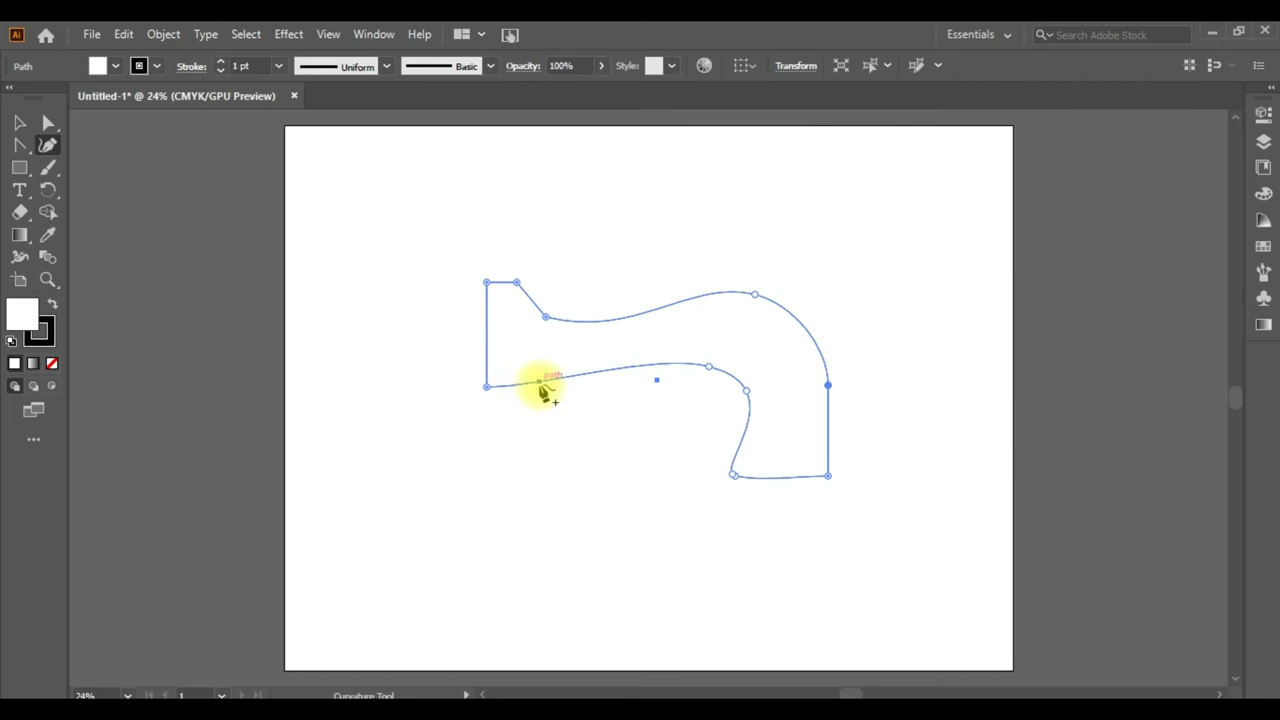 Ai File Edit Object Type Select Effect View Window Help Essentials Search Adobe Stock
Path Stroke: 1 pt Uniform Basic Opacity: 100% Style: Transform
Untitled-1* @ 24% (CMYK/GPU Preview)
path
24% 1 Curvature Tool